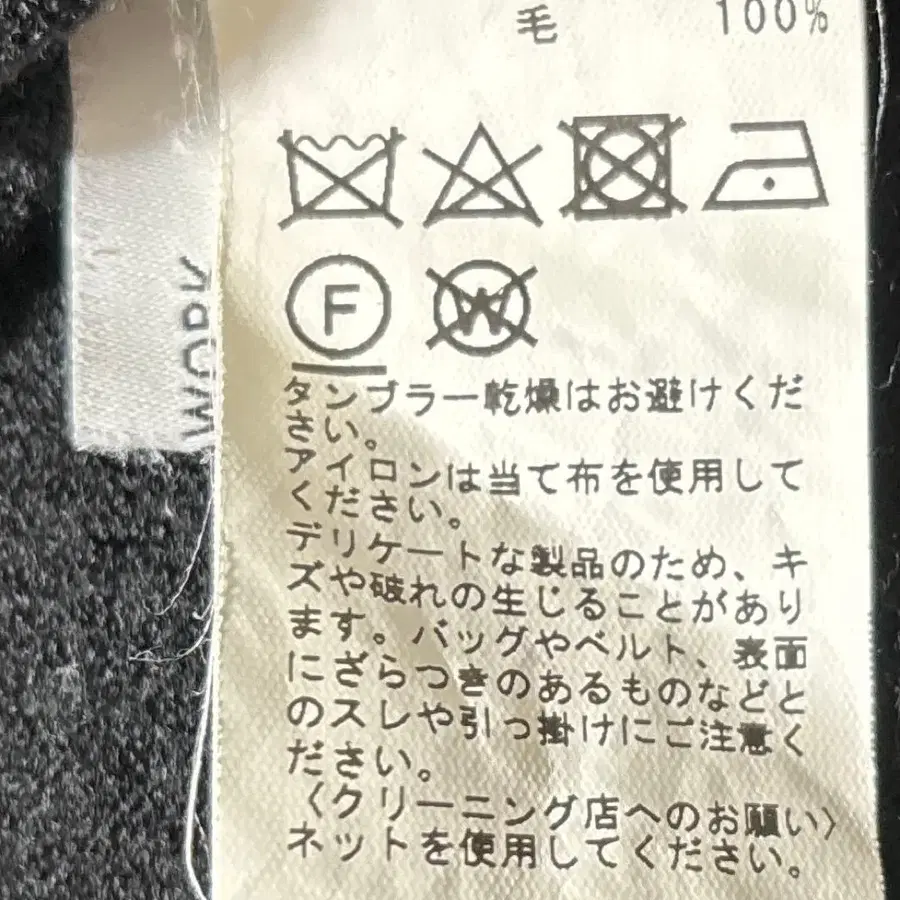 毛 100%
F W
タンブラー乾燥はお避けくだ
さい。
アイロンは当て布を使用して
ください。
デリケートな製品のため、キ
ズや破れの生じることがあり
ます。バッグやベルト、表面
にざらつきのあるものなどと
のスレや引っ掛けにご注意く
ださい。
〈クリーニング店へのお願い〉
ネットを使用してください。